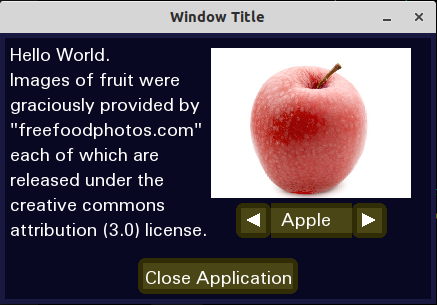 Window Title
Hello World.
Images of fruit were
graciously provided by
"freefoodphotos.com"
each of which are
released under the
creative commons
attribution (3.0) license.
Apple
Close Application